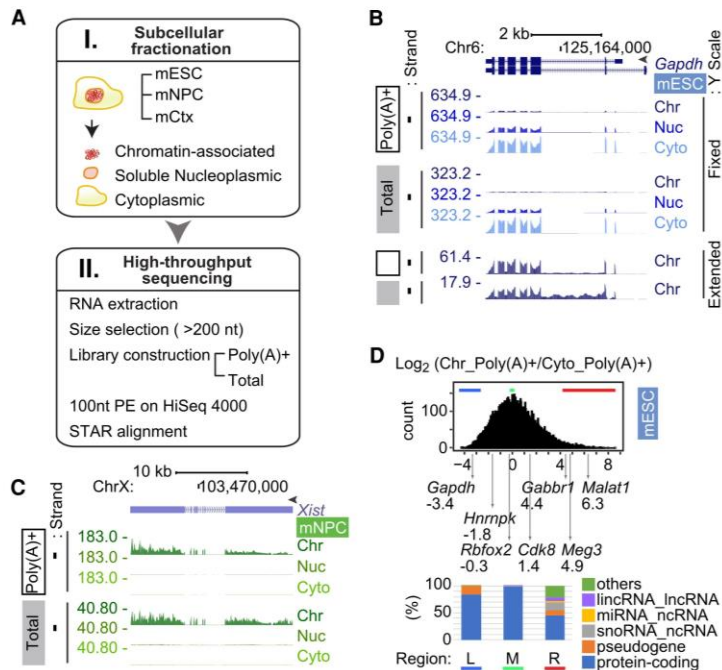 A
I. Subcellular
fractionation
mESC
mNPC
mCtx
Chromatin-associated
Soluble Nucleoplasmic
Cytoplasmic
II. High-throughput
sequencing
RNA extraction
Size selection ( >200 nt)
Library construction
Poly(A)+
Total
100nt PE on HiSeq 4000
STAR alignment
B
: Strand
2 kb
Chr6: 125,164,000
Gapdh
mESC
: Y Scale
Poly(A)+
634.9 - Chr
634.9 - Nuc
634.9 - Cyto
Total
323.2 - Chr
323.2 - Nuc
323.2 - Cyto
Fixed
61.4 - Chr
17.9 - Chr
Extended
C
: Strand
10 kb
ChrX: 103,470,000
Xist
mNPC
Poly(A)+
183.0 - Chr
183.0 - Nuc
Cyto
Total
40.80 - Chr
40.80 - Nuc
40.80 - Cyto
D
Log2 (Chr_Poly(A)+/Cyto_Poly(A)+)
mESC
count
100
0
−4 0 4 8
Gapdh
-3.4
Gabbr1
4.4
Malat1
6.3
Hnrnpk
-1.8
Rbfox2
-0.3
Cdk8
1.4
Meg3
4.9
(%)
100
50
0
Region: L M R
others
lincRNA_lncRNA
miRNA_ncRNA
snoRNA_ncRNA
pseudogene
protein-coding